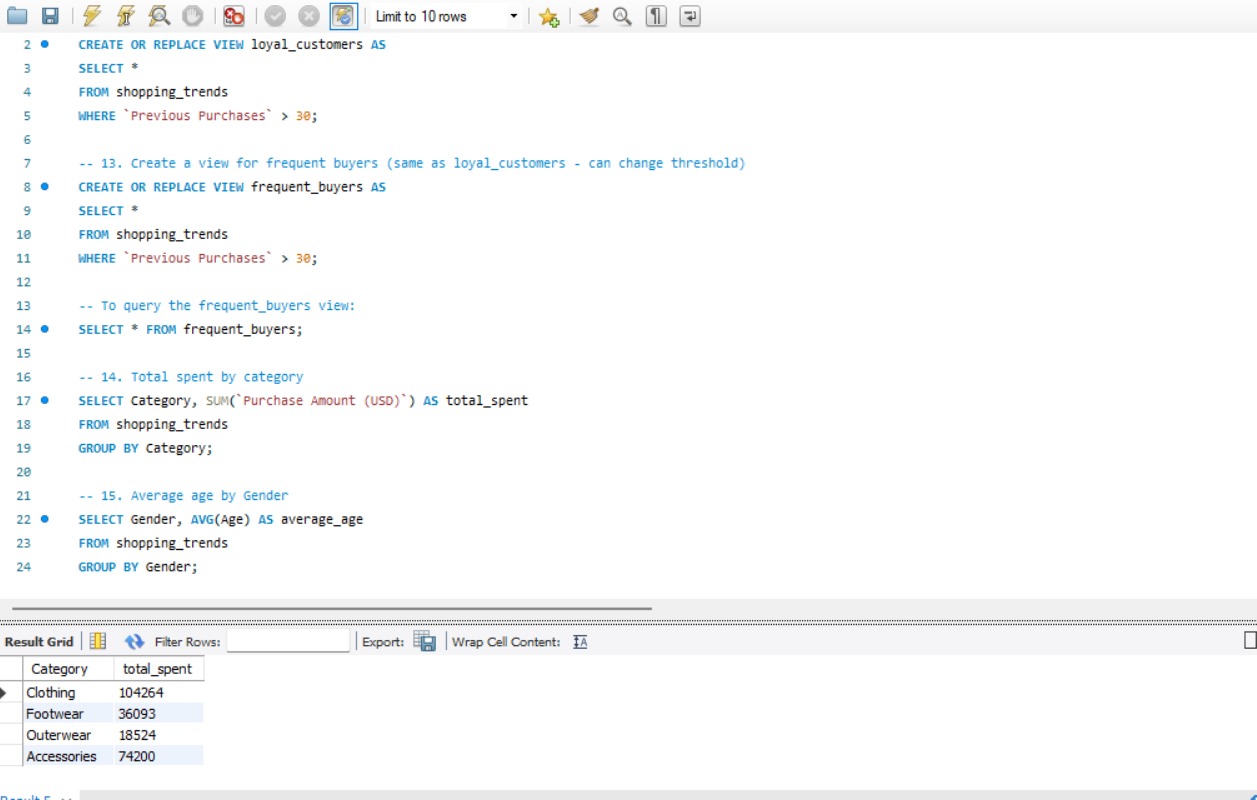 Limit to 10 rows
2 CREATE OR REPLACE VIEW loyal_customers AS
3 SELECT *
4 FROM shopping_trends
5 WHERE `Previous Purchases` > 30;
6
7 -- 13. Create a view for frequent buyers (same as loyal_customers - can change threshold)
8 CREATE OR REPLACE VIEW frequent_buyers AS
9 SELECT *
10 FROM shopping_trends
11 WHERE `Previous Purchases` > 30;
12
13 -- To query the frequent_buyers view:
14 SELECT * FROM frequent_buyers;
15
16 -- 14. Total spent by category
17 SELECT Category, SUM(`Purchase Amount (USD)`) AS total_spent
18 FROM shopping_trends
19 GROUP BY Category;
20
21 -- 15. Average age by Gender
22 SELECT Gender, AVG(Age) AS average_age
23 FROM shopping_trends
24 GROUP BY Gender;
Result Grid Filter Rows: Export: Wrap Cell Content:
Category total_spent
Clothing 104264
Footwear 36093
Outerwear 18524
Accessories 74200